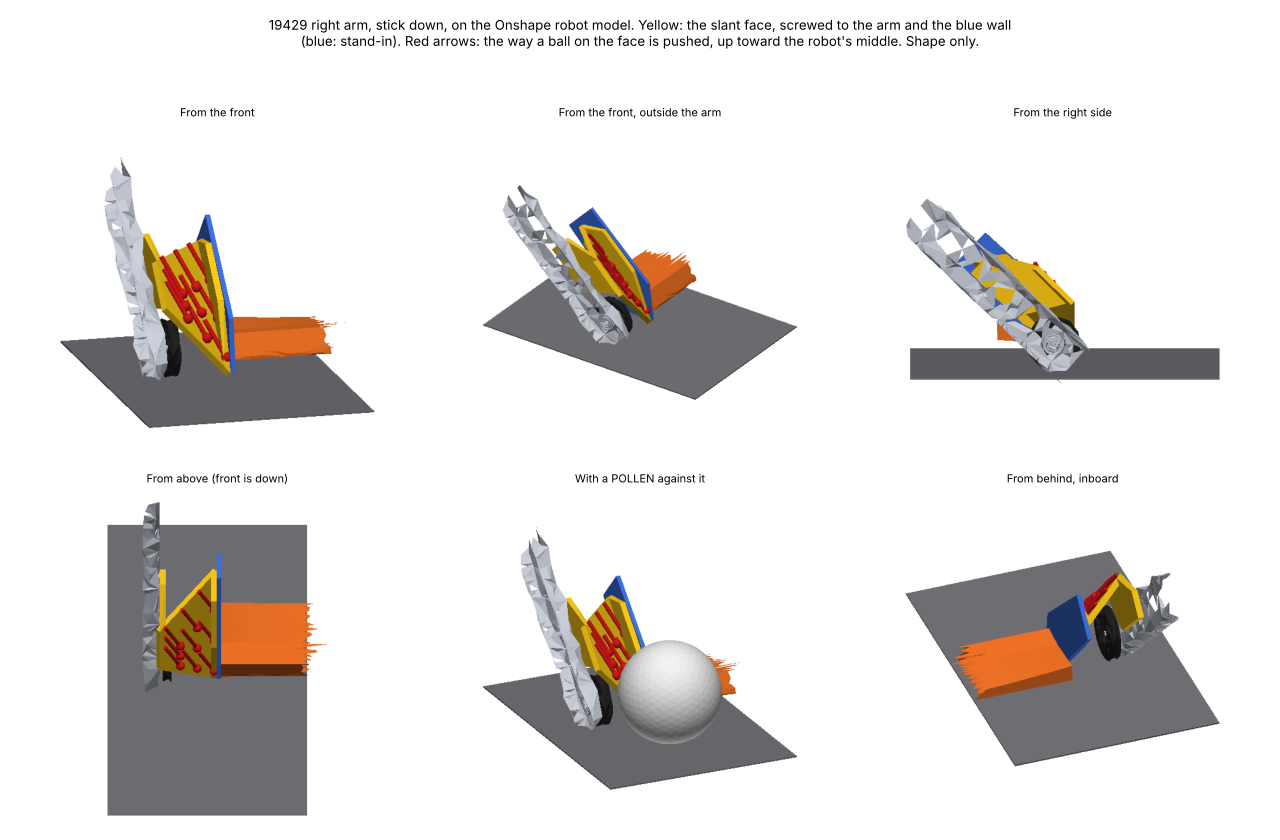 19429 right arm, stick down, on the Onshape robot model. Yellow: the slant face, screwed to the arm and the blue wall
(blue: stand-in). Red arrows: the way a ball on the face is pushed, up toward the robot's middle. Shape only.
From the front
From the front, outside the arm
From the right side
From above (front is down)
With a POLLEN against it
From behind, inboard